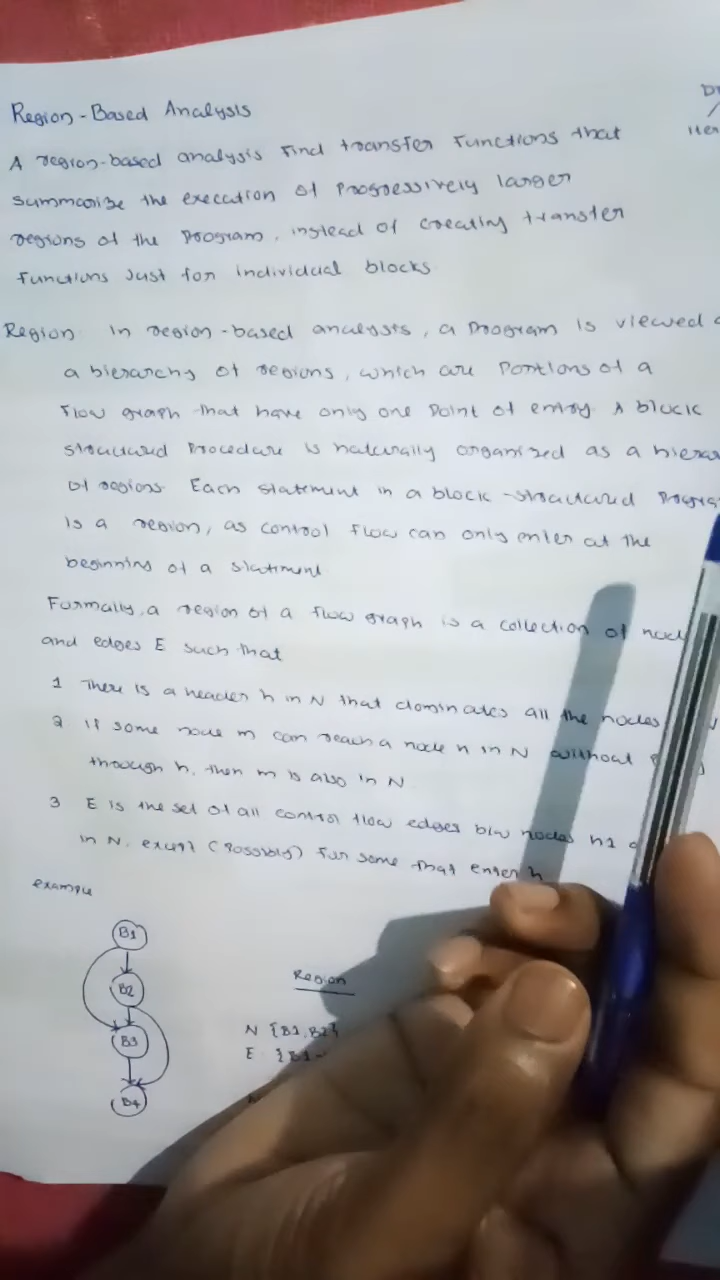 Region-Based Analysis
A region-based analysis find transfer functions that
summarize the execution of progressively larger
regions of the program, instead of creating transfer
functions just for individual blocks.
Region In region-based analysis, a program is viewed
a hierarchy of regions, which are portions of a
flow graph that have only one point of entry. A block
structured procedure is naturally organized as a
of regions. Each statement in a block-structured
is a region, as control flow can only enter at the
beginning of a statement
Formally, a region of a flow graph is a collection of
and edges E such that
1 There is a header h in N that dominates all the nodes
2 If some node m can reach a node n in N without
through h, then m is also in N
3 E is the set of all control flow edges b/w nodes n1
in N, except (possibly) for some that enter h
example
B1
B2
B3
B4
Region
N {B1, B2}
E {B1-